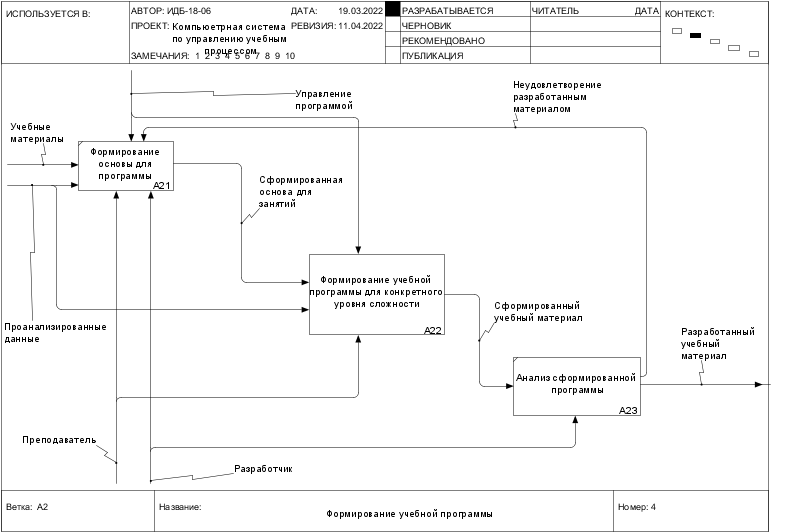 ИСПОЛЬЗУЕТСЯ В:
АВТОР: ИДБ-18-06
ДАТА: 19.03.2022
ПРОЕКТ: Компьюетрная система
по управлению учебным
процессом
РЕВИЗИЯ: 11.04.2022
ЗАМЕЧАНИЯ: 1 2 3 4 5 6 7 8 9 10
РАЗРАБАТЫВАЕТСЯ
ЧЕРНОВИК
РЕКОМЕНДОВАНО
ПУБЛИКАЦИЯ
ЧИТАТЕЛЬ ДАТА
КОНТЕКСТ:
Управление
программой
Неудовлетворение
разработанным
материалом
Учебные
материалы
Формирование
основы для
программы
A21
Сформированная
основа для
занятий
Формирование учебной
программы для конкретного
уровня сложности
A22
Проанализированные
данные
Сформированный
учебный материал
Разработанный
учебный
материал
Анализ сформированной
программы
A23
Преподаватель
Разработчик
Ветка: A2
Название:
Формирование учебной программы
Номер: 4